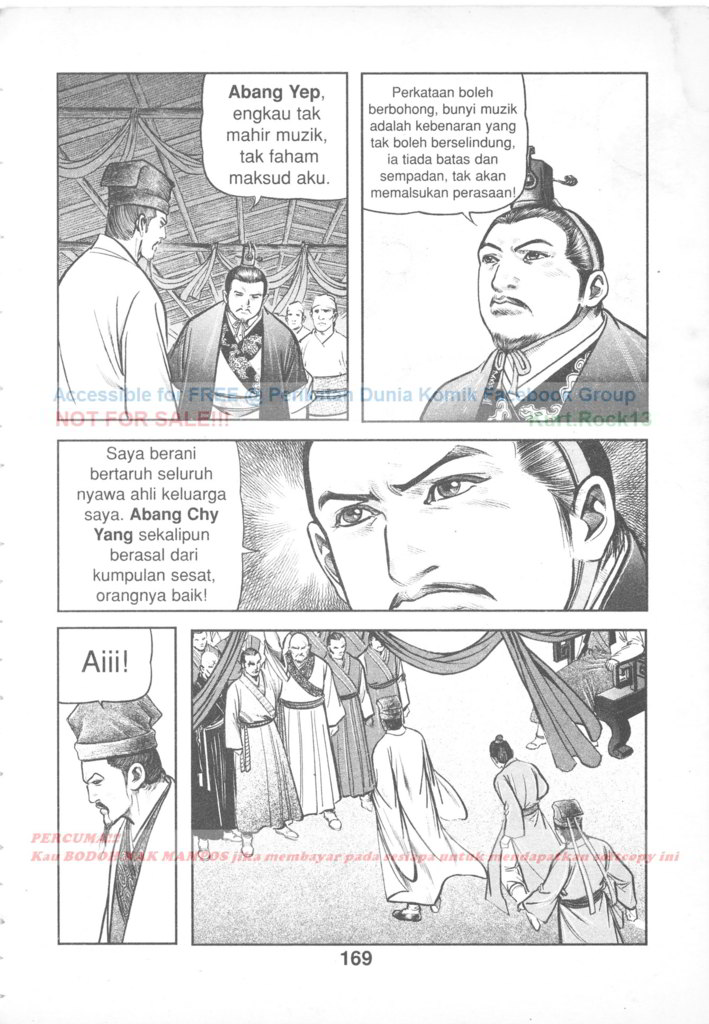 Abang Yep,
engkau tak
mahir muzik,
tak faham
maksud aku.
Perkataan boleh
berbohong, bunyi muzik
adalah kebenaran yang
tak boleh berselindung,
ia tiada batas dan
sempadan, tak akan
memalsukan perasaan!
Accessible for FREE @ Pakatan Dunia Komik Facebook Group
NOT FOR SALE!!!
Kart.Rock13
Saya berani
bertaruh seluruh
nyawa ahli keluarga
saya. Abang Chy
Yang sekalipun
berasal dari
kumpulan sesat,
orangnya baik!
Aiii!
PERCUMA!!!
Kau BODOH NAK MAMPOS jika membayar pada sesiapa untuk mendapatkan softcopy ini
169